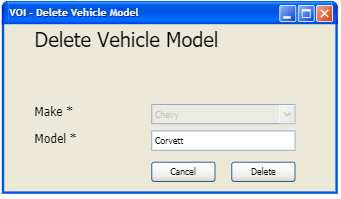 VOI - Delete Vehicle Model
Delete Vehicle Model
Make *
Chevy
Model *
Corvett
Cancel
Delete